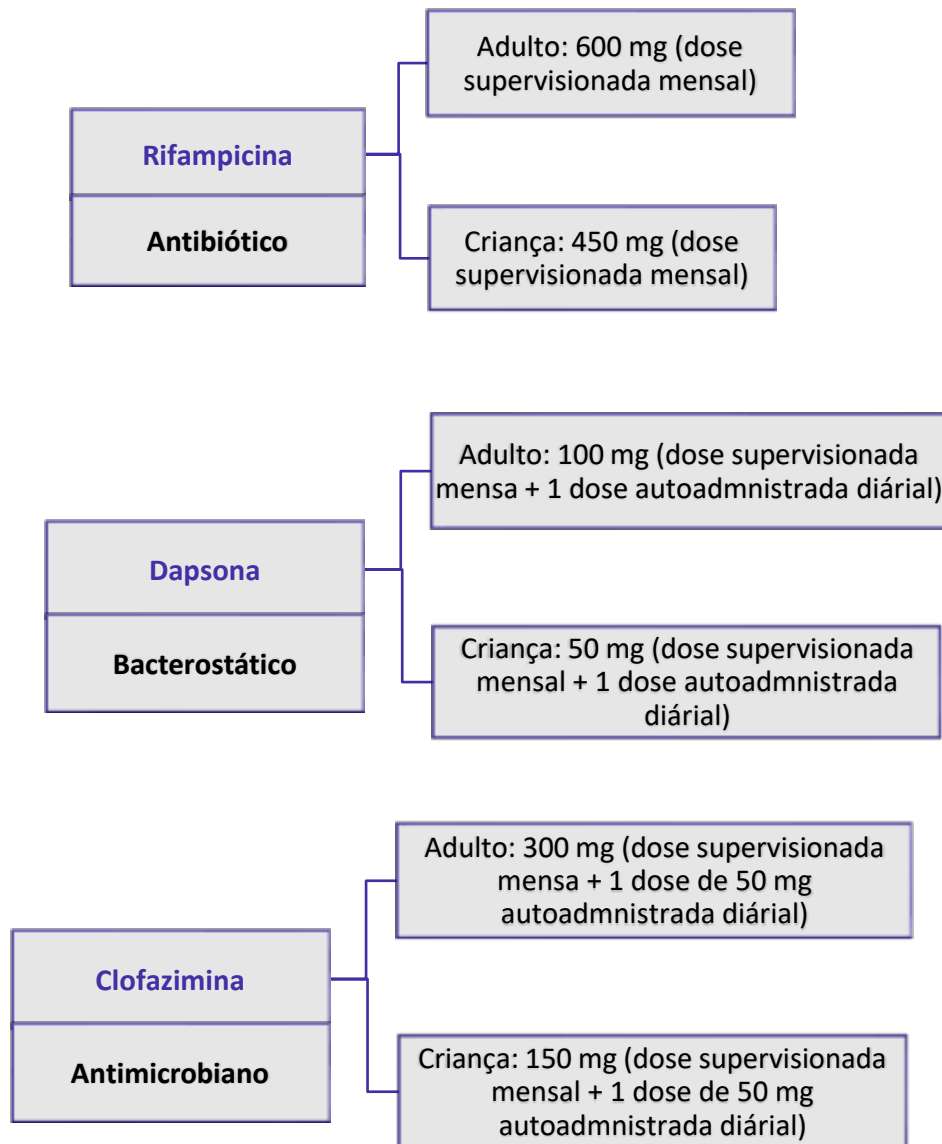 Rifampicina
Antibiótico
Adulto: 600 mg (dose
supervisionada mensal)
Criança: 450 mg (dose
supervisionada mensal)
Dapsona
Bacterostático
Adulto: 100 mg (dose supervisionada
mensa + 1 dose autoadmnistrada diárial)
Criança: 50 mg (dose supervisionada
mensal + 1 dose autoadmnistrada
diárial)
Clofazimina
Antimicrobiano
Adulto: 300 mg (dose supervisionada
mensa + 1 dose de 50 mg
autoadmnistrada diárial)
Criança: 150 mg (dose supervisionada
mensal + 1 dose de 50 mg
autoadmnistrada diárial)